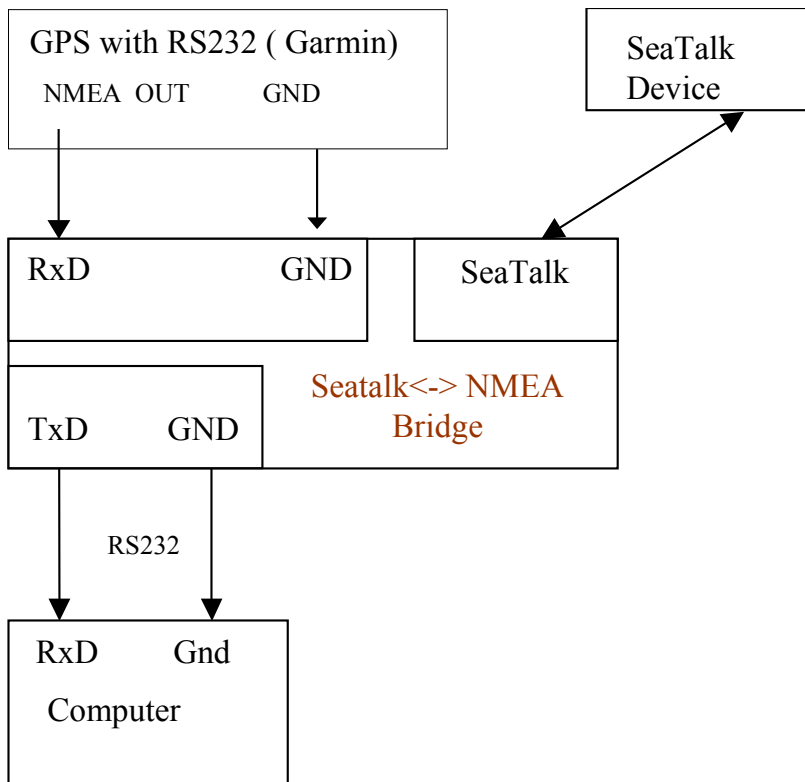 GPS with RS232 ( Garmin)
NMEA OUT GND
SeaTalk
Device
RxD GND
SeaTalk
Seatalk<-> NMEA
Bridge
TxD GND
RS232
RxD Gnd
Computer